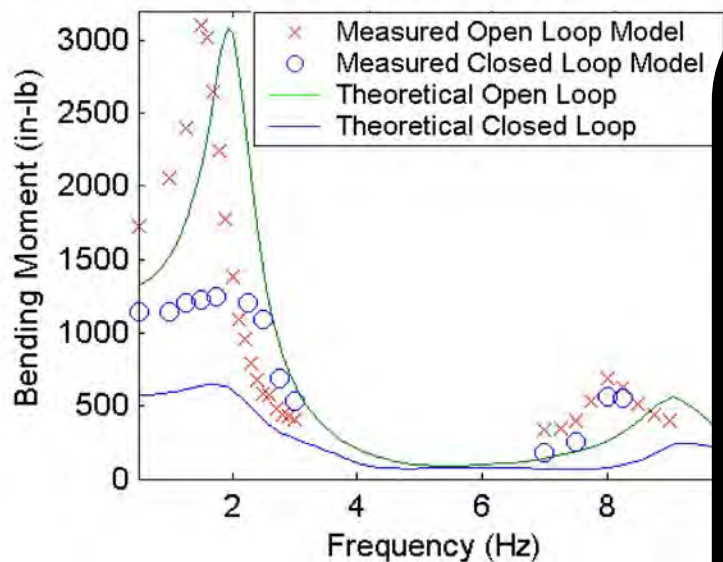 Measured Open Loop Model
Measured Closed Loop Model
Theoretical Open Loop
Theoretical Closed Loop
Bending Moment (in-lb)
3000
2500
2000
1500
1000
500
0
2
4
6
8
Frequency (Hz)